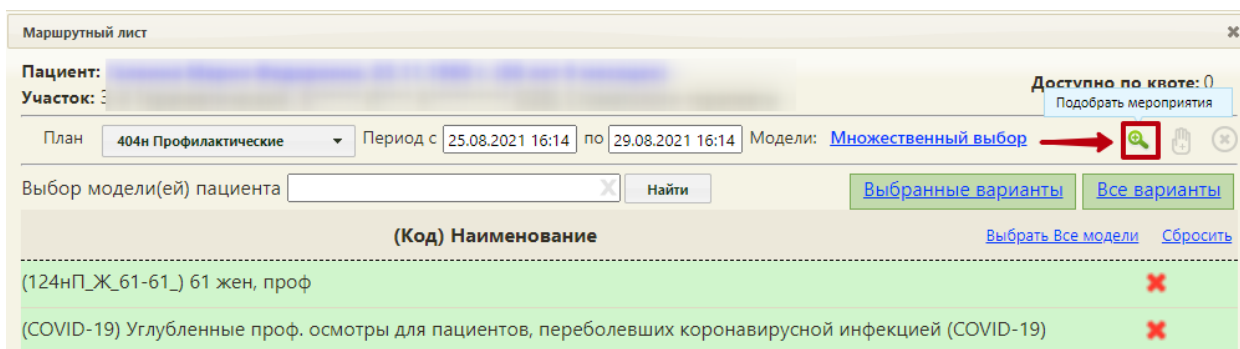 Маршрутный лист
Пациент:
Участок:
Доступно по квоте: 0
Подобрать мероприятия
План 404н Профилактические Период с 25.08.2021 16:14 по 29.08.2021 16:14 Модели: Множественный выбор
Выбор модели(ей) пациента Найти Выбранные варианты Все варианты
(Код) Наименование Выбрать Все модели Сбросить
(124нП_Ж_61-61_) 61 жен, проф
(COVID-19) Углубленные проф. осмотры для пациентов, переболевших коронавирусной инфекцией (COVID-19)